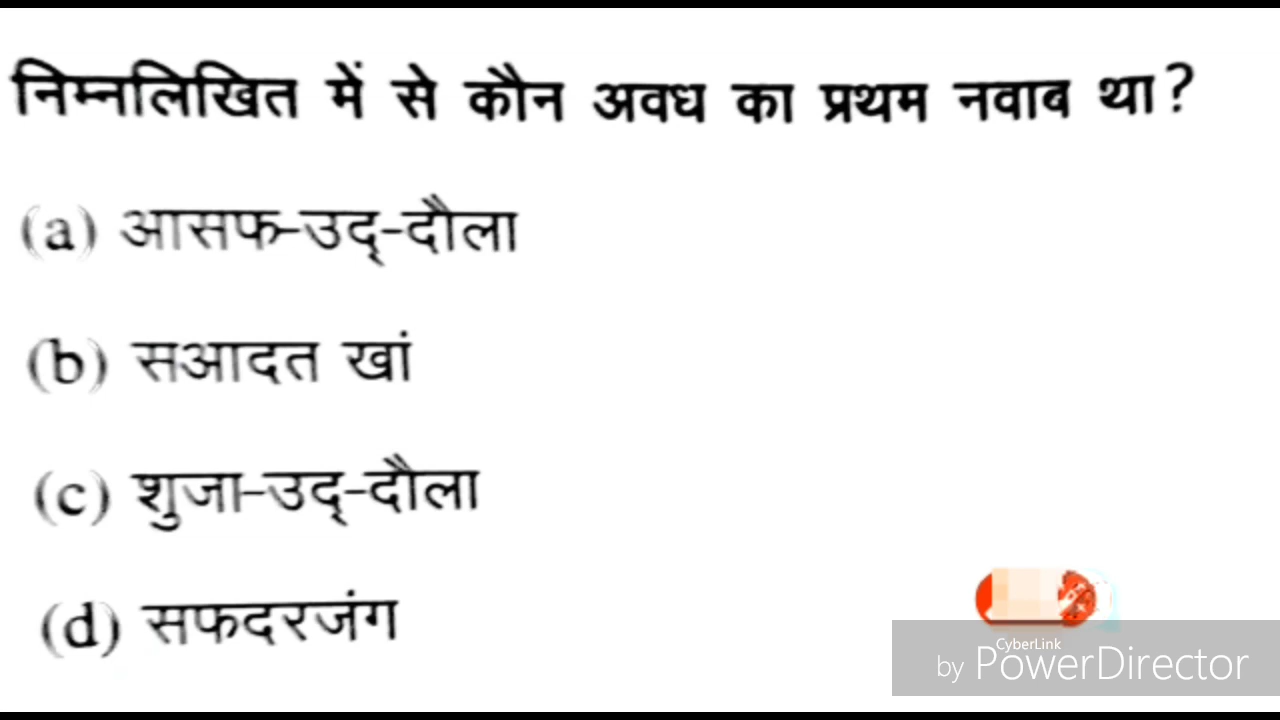 निम्नलिखित में से कौन अवध का प्रथम नवाब था?
(a) आसफ-उद्-दौला
(b) सआदत खां
(c) शुजा-उद्-दौला
(d) सफदरजंग
CyberLink
by PowerDirector